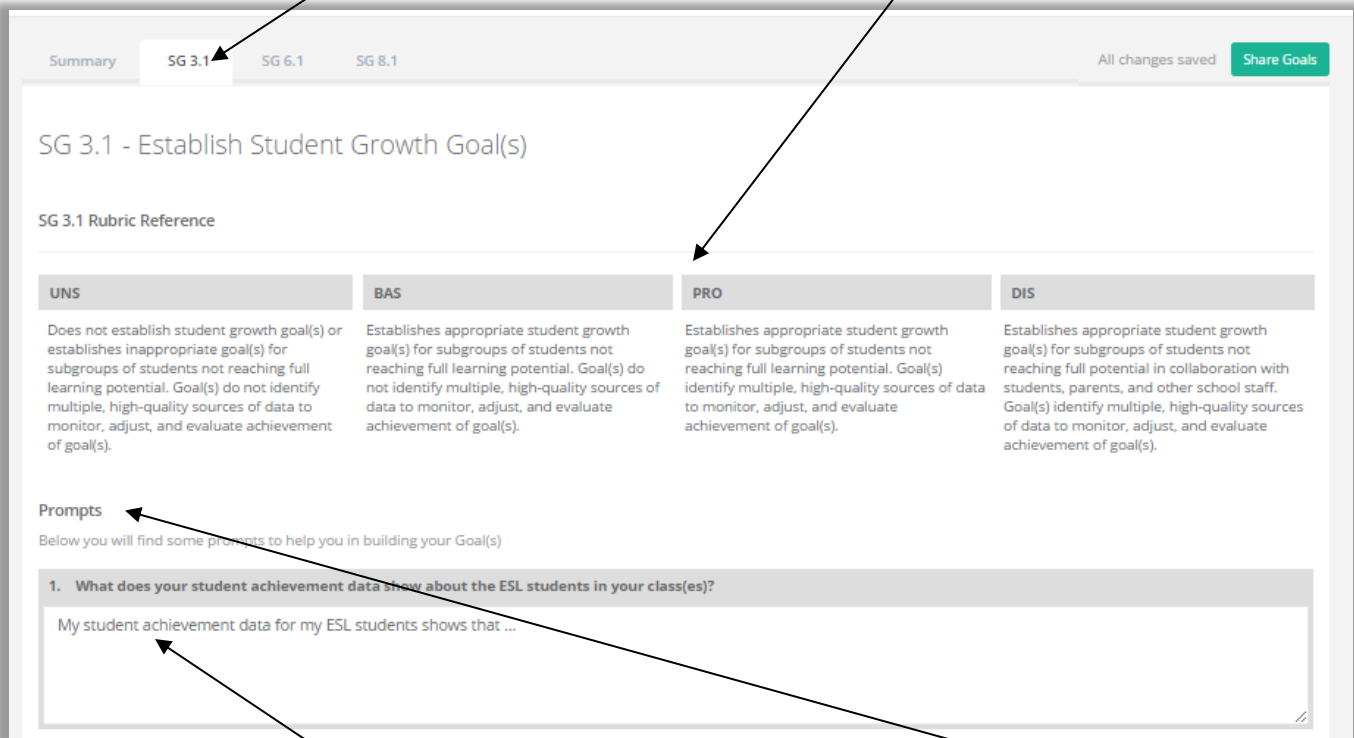 Summary SG 3.1 SG 6.1 SG 8.1 All changes saved Share Goals
SG 3.1 - Establish Student Growth Goal(s)
SG 3.1 Rubric Reference
UNS
Does not establish student growth goal(s) or
establishes inappropriate goal(s) for
subgroups of students not reaching full
learning potential. Goal(s) do not identify
multiple, high-quality sources of data to
monitor, adjust, and evaluate achievement
of goal(s).
BAS
Establishes appropriate student growth
goal(s) for subgroups of students not
reaching full learning potential. Goal(s) do
not identify multiple, high-quality sources of
data to monitor, adjust, and evaluate
achievement of goal(s).
PRO
Establishes appropriate student growth
goal(s) for subgroups of students not
reaching full learning potential. Goal(s)
identify multiple, high-quality sources of data
to monitor, adjust, and evaluate
achievement of goal(s).
DIS
Establishes appropriate student growth
goal(s) for subgroups of students not
reaching full potential in collaboration with
students, parents, and other school staff.
Goal(s) identify multiple, high-quality sources
of data to monitor, adjust, and evaluate
achievement of goal(s).
Prompts
Below you will find some prompts to help you in building your Goal(s)
1. What does your student achievement data show about the ESL students in your class(es)?
My student achievement data for my ESL students shows that ...